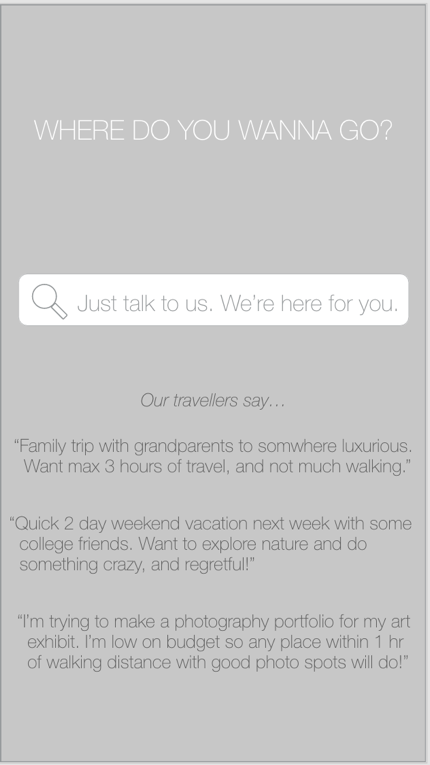 WHERE DO YOU WANNA GO?
Just talk to us. We're here for you.
Our travellers say…
“Family trip with grandparents to somwhere luxurious.
Want max 3 hours of travel, and not much walking.”
“Quick 2 day weekend vacation next week with some
college friends. Want to explore nature and do
something crazy, and regretful!”
“I'm trying to make a photography portfolio for my art
exhibit. I'm low on budget so any place within 1 hr
of walking distance with good photo spots will do!”